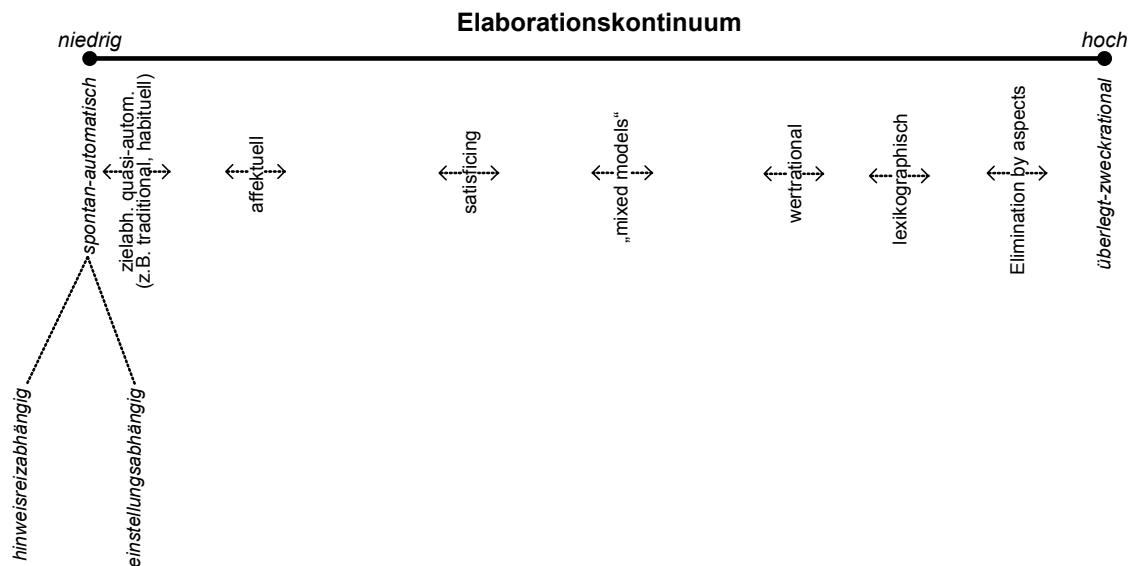 Elaborationskontinuum
niedrig
hoch
spontan-automatisch
zielabh. quasi-autom.
(z.B. traditional, habituell)
affektuell
satisficing
„mixed models“
wertrational
lexikographisch
Elimination by aspects
überlegt-zweckrational
hinweisreizabhängig
einstellungsabhängig